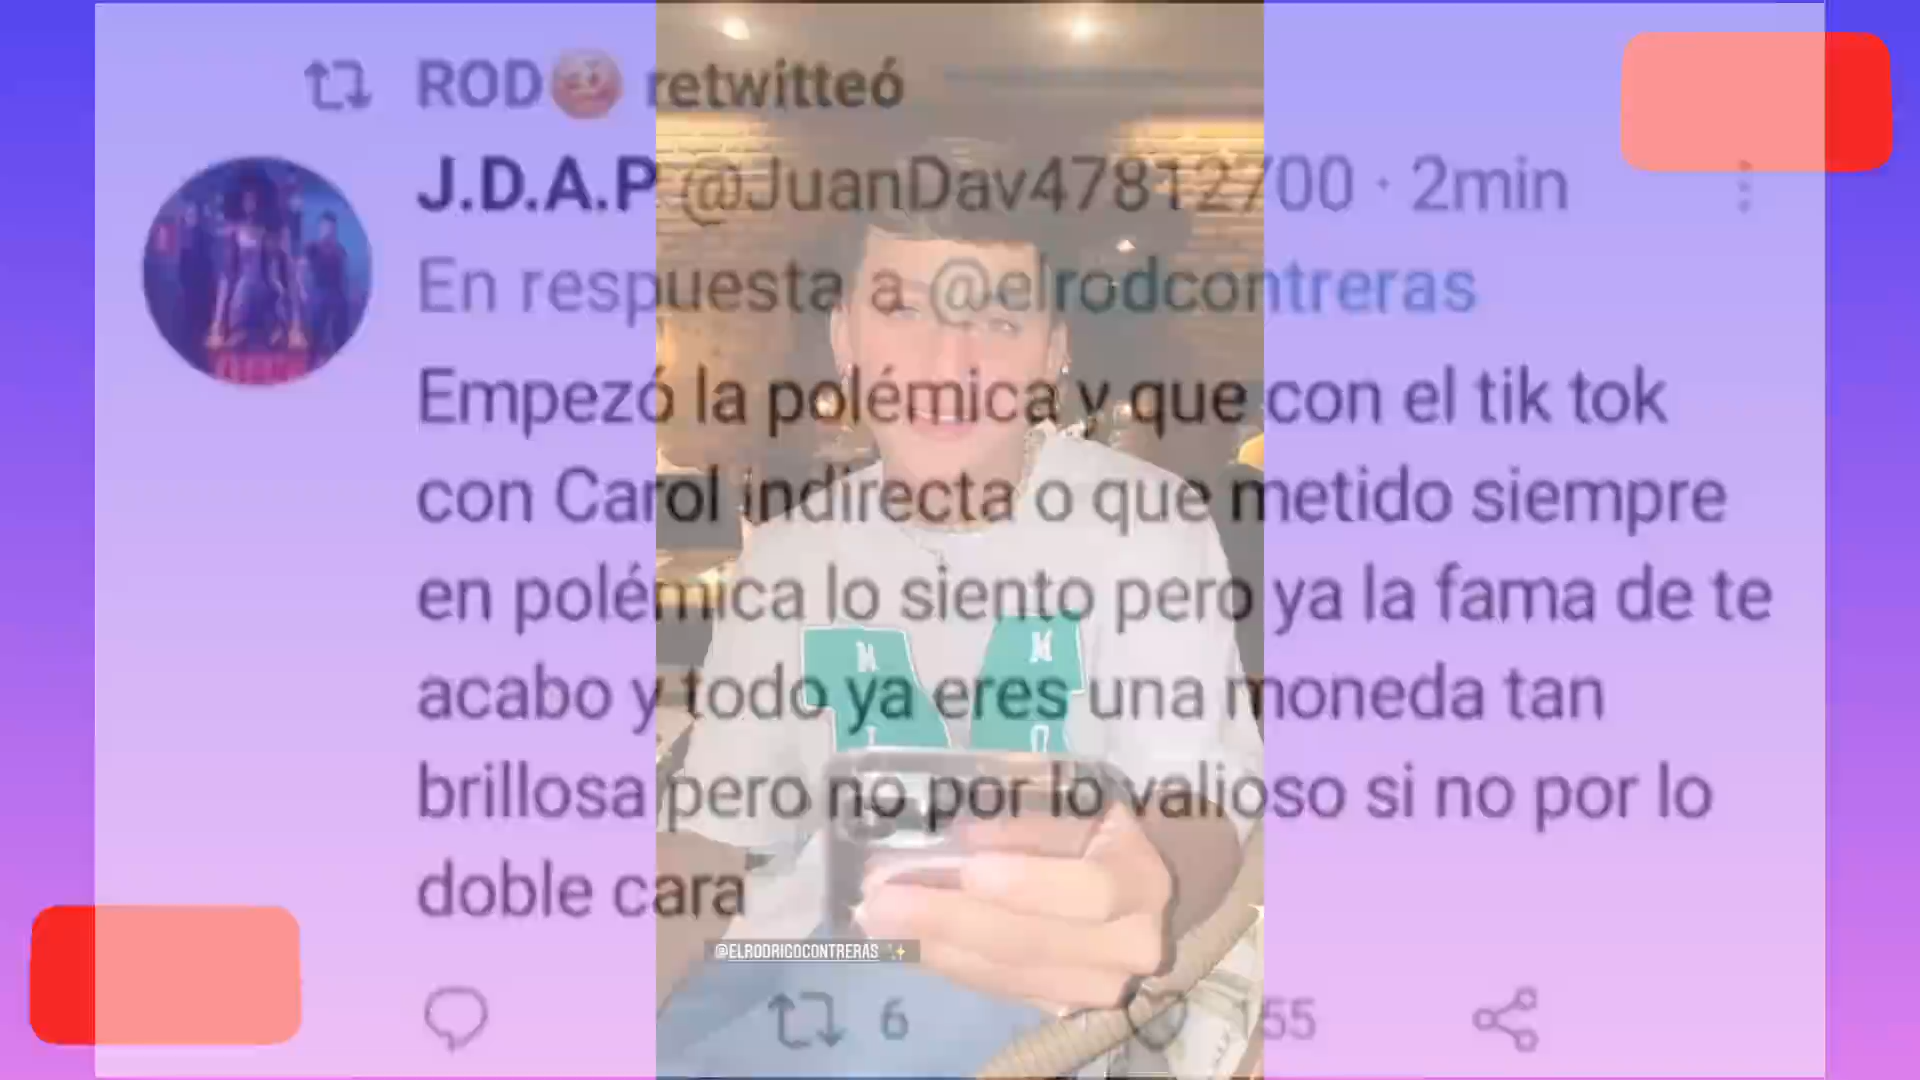 ROD🤕 retwitteó
J.D.A.P @JuanDav47812700 · 2min
En respuesta a @elrodcontreras
Empezó la polémica y que con el tik tok
con Carol indirecta o que metido siempre
en polémica lo siento pero ya la fama de te
acabo y todo ya eres una moneda tan
brillosa pero no por lo valioso si no por lo
doble cara
M M
@ELRODRIGOCONTRERAS ✨
6 155